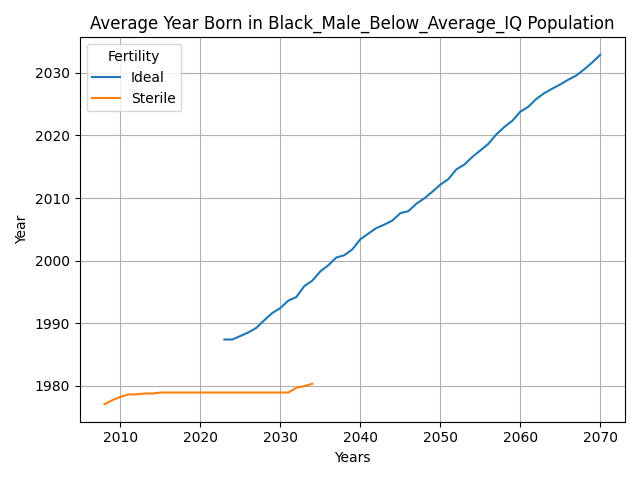 Average Year Born in Black_Male_Below_Average_IQ Population
Fertility
Ideal
Sterile
Year
2030
2020
2010
2000
1990
1980
2010 2020 2030 2040 2050 2060 2070
Years